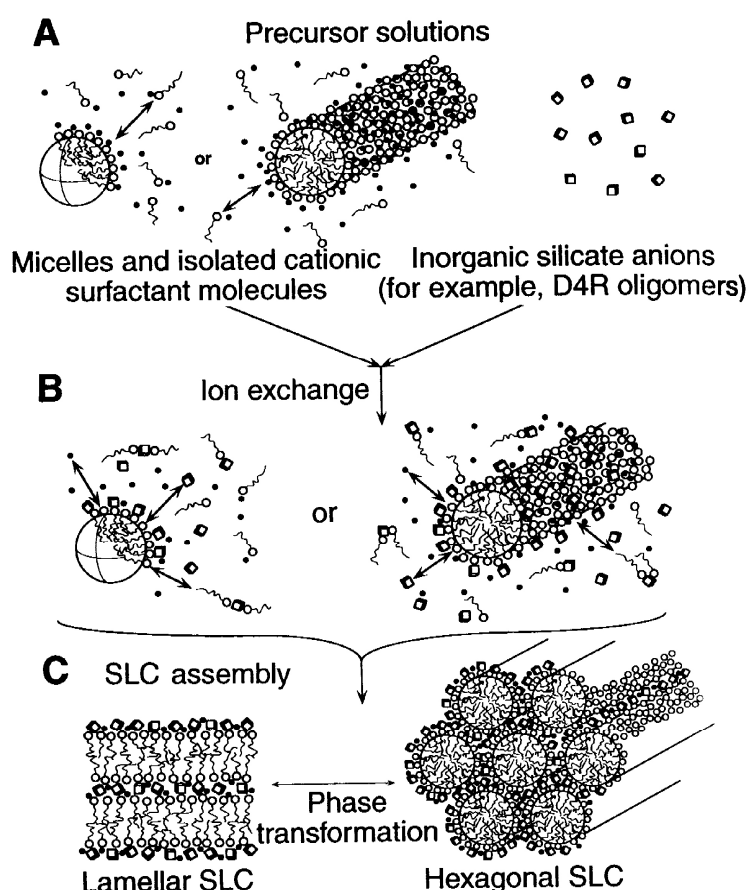 A
Precursor solutions
or
Micelles and isolated cationic
surfactant molecules
Inorganic silicate anions
(for example, D4R oligomers)
B
Ion exchange
or
C
SLC assembly
Phase
transformation
Lamellar SLC
Hexagonal SLC